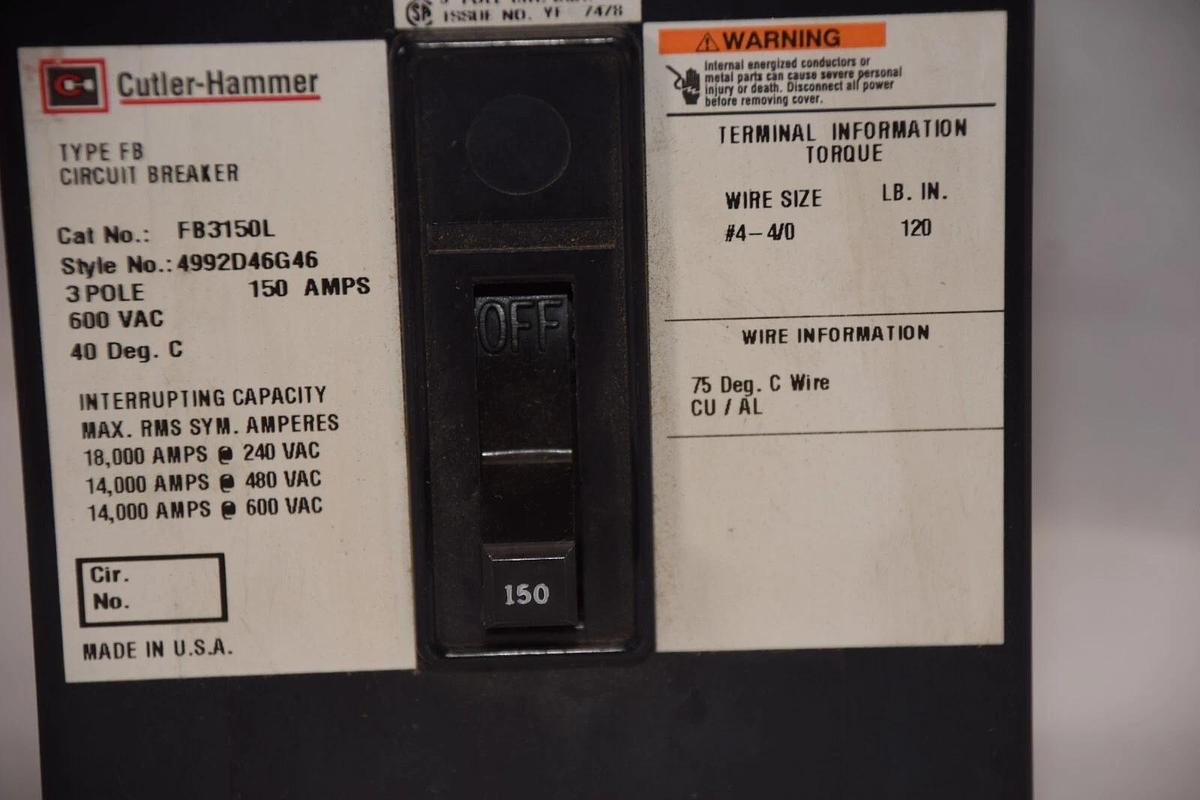 ISSUE NO. YF 7478
Cutler-Hammer
TYPE FB
CIRCUIT BREAKER
Cat No.: FB3150L
Style No.: 4992D46G46
3 POLE 150 AMPS
600 VAC
40 Deg. C
INTERRUPTING CAPACITY
MAX. RMS SYM. AMPERES
18,000 AMPS @ 240 VAC
14,000 AMPS @ 480 VAC
14,000 AMPS @ 600 VAC
Cir.
No.
MADE IN U.S.A.
OFF
150
⚠ WARNING
Internal energized conductors or
metal parts can cause severe personal
injury or death. Disconnect all power
before removing cover.
TERMINAL INFORMATION
TORQUE
WIRE SIZE LB. IN.
#4-4/0 120
WIRE INFORMATION
75 Deg. C Wire
CU / AL